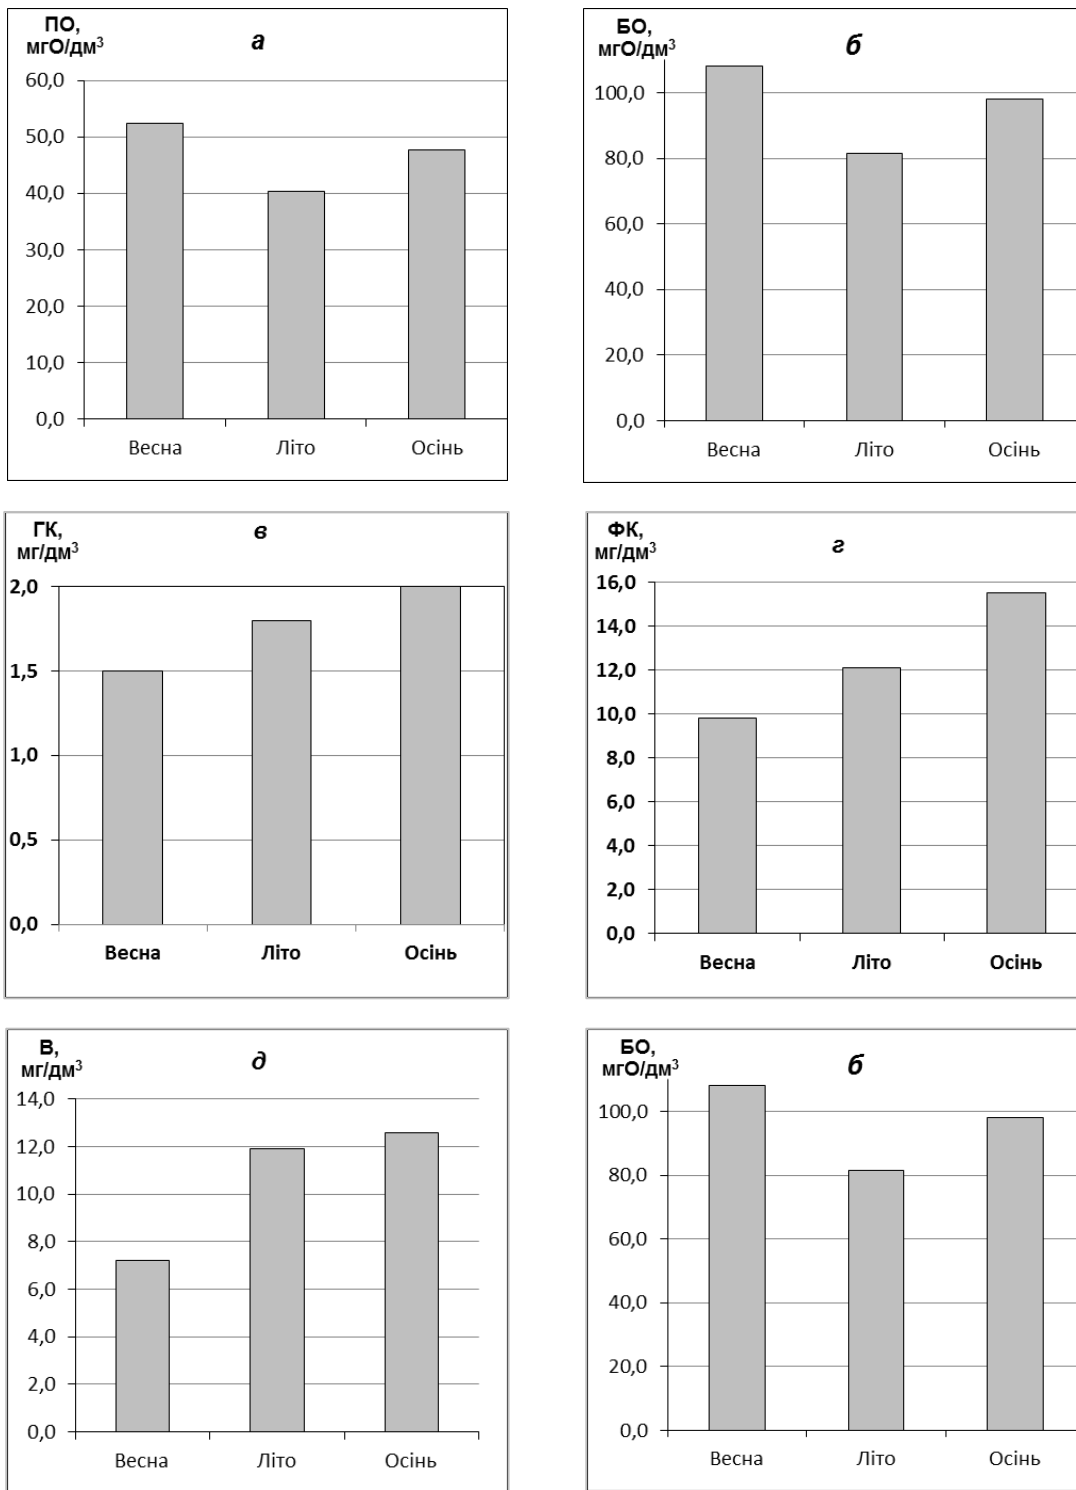 ПО,
мгО/дм³
а
60,0
50,0
40,0
30,0
20,0
10,0
0,0
Весна Літо Осінь
БО,
мгО/дм³
б
100,0
80,0
60,0
40,0
20,0
0,0
Весна Літо Осінь
ГК,
мг/дм³
в
2,0
1,5
1,0
0,5
0,0
Весна Літо Осінь
ФК,
мг/дм³
г
16,0
14,0
12,0
10,0
8,0
6,0
4,0
2,0
0,0
Весна Літо Осінь
В,
мг/дм³
д
14,0
12,0
10,0
8,0
6,0
4,0
2,0
0,0
Весна Літо Осінь
БО,
мгО/дм³
б
100,0
80,0
60,0
40,0
20,0
0,0
Весна Літо Осінь